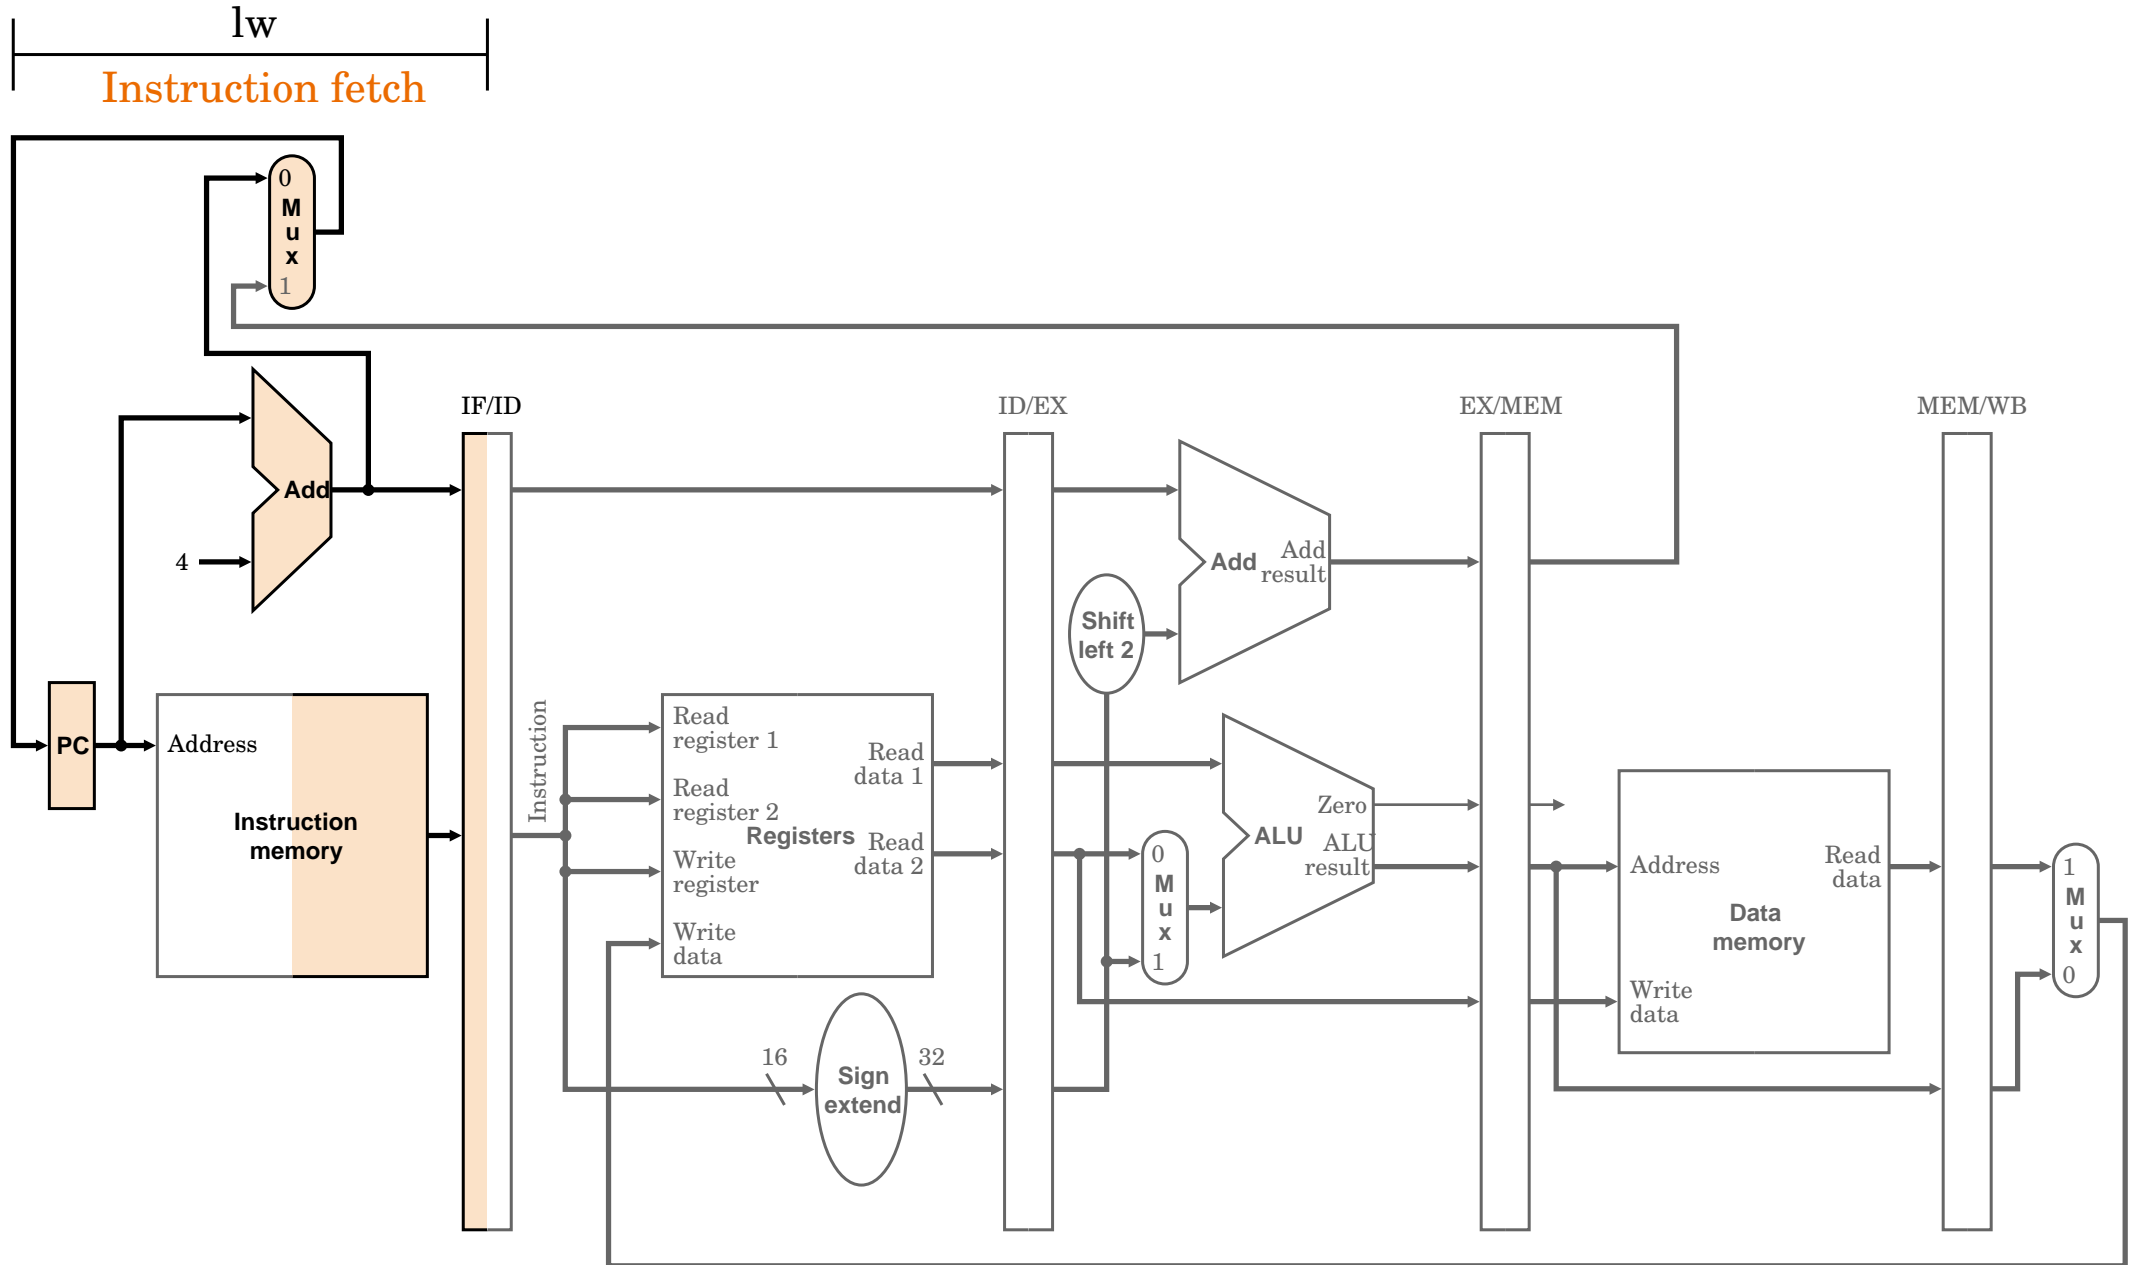 lw
Instruction fetch
0
M
u
x
1
IF/ID
ID/EX
EX/MEM
MEM/WB
Add
4
Add
Add
result
Shift
left 2
PC
Address
Instruction
memory
Instruction
Read
register 1
Read
register 2
Write
register
Write
data
Registers
Read
data 1
Read
data 2
0
M
u
x
1
Zero
ALU
ALU
result
Address
Read
data
Data
memory
Write
data
1
M
u
x
0
16
Sign
extend
32